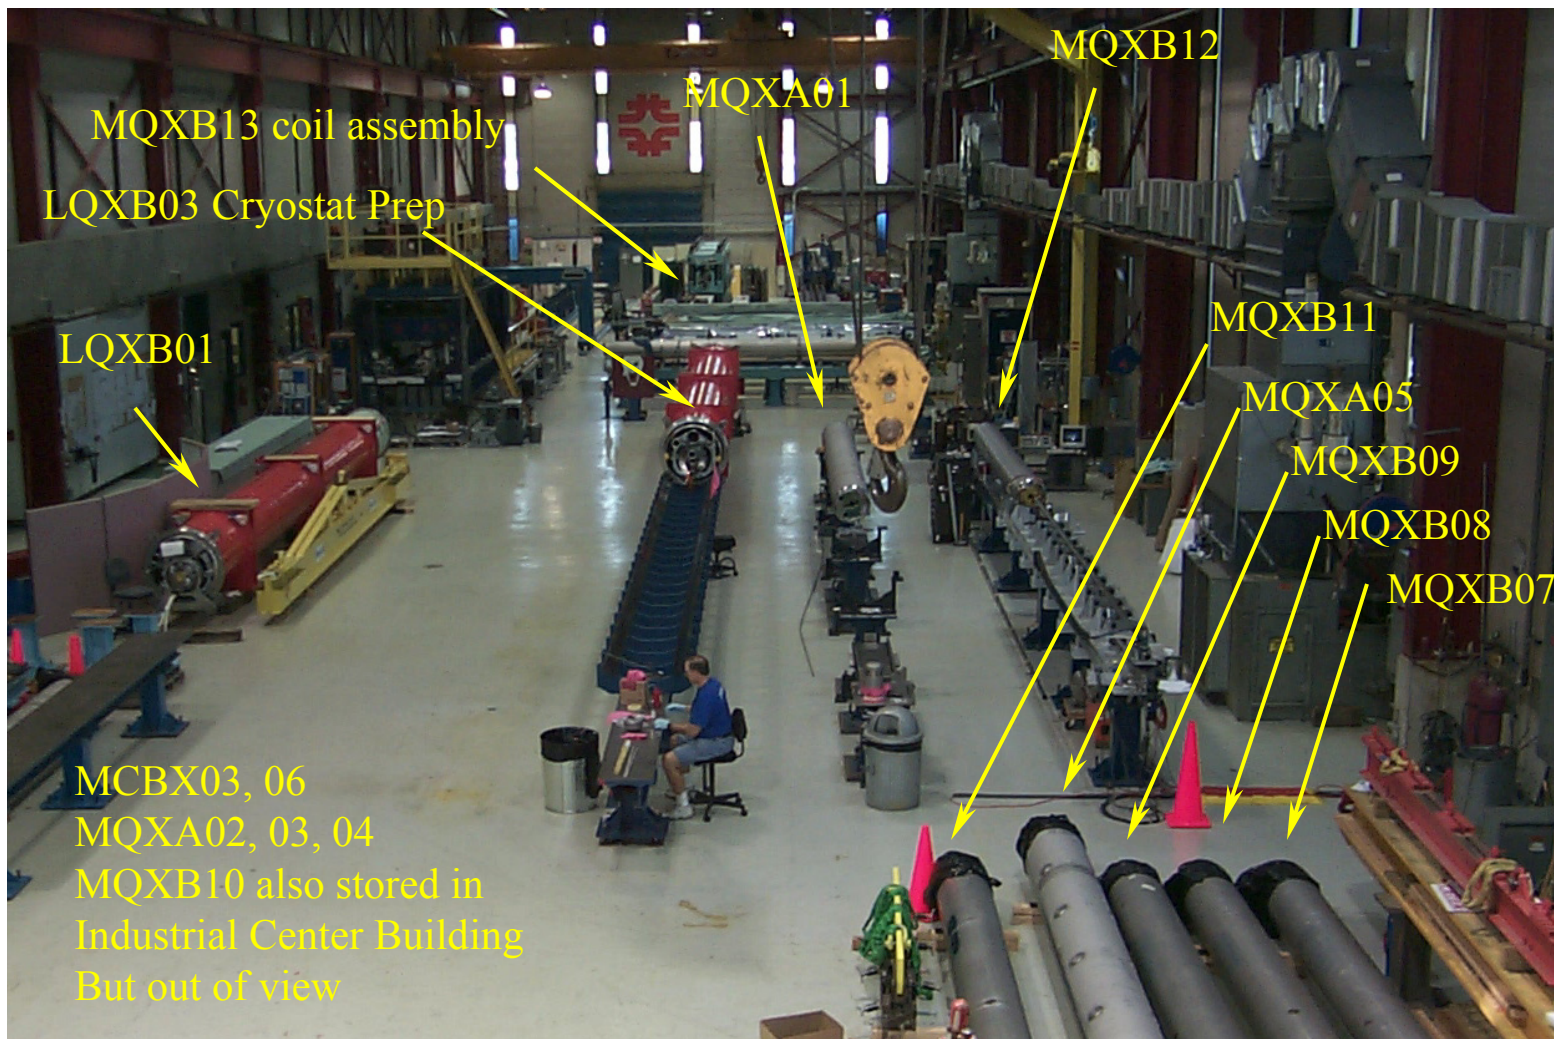 MQXB12
MQXA01
MQXB13 coil assembly
LQXB03 Cryostat Prep
LQXB01
MQXB11
MQXA05
MQXB09
MQXB08
MQXB07
MCBX03, 06
MQXA02, 03, 04
MQXB10 also stored in
Industrial Center Building
But out of view